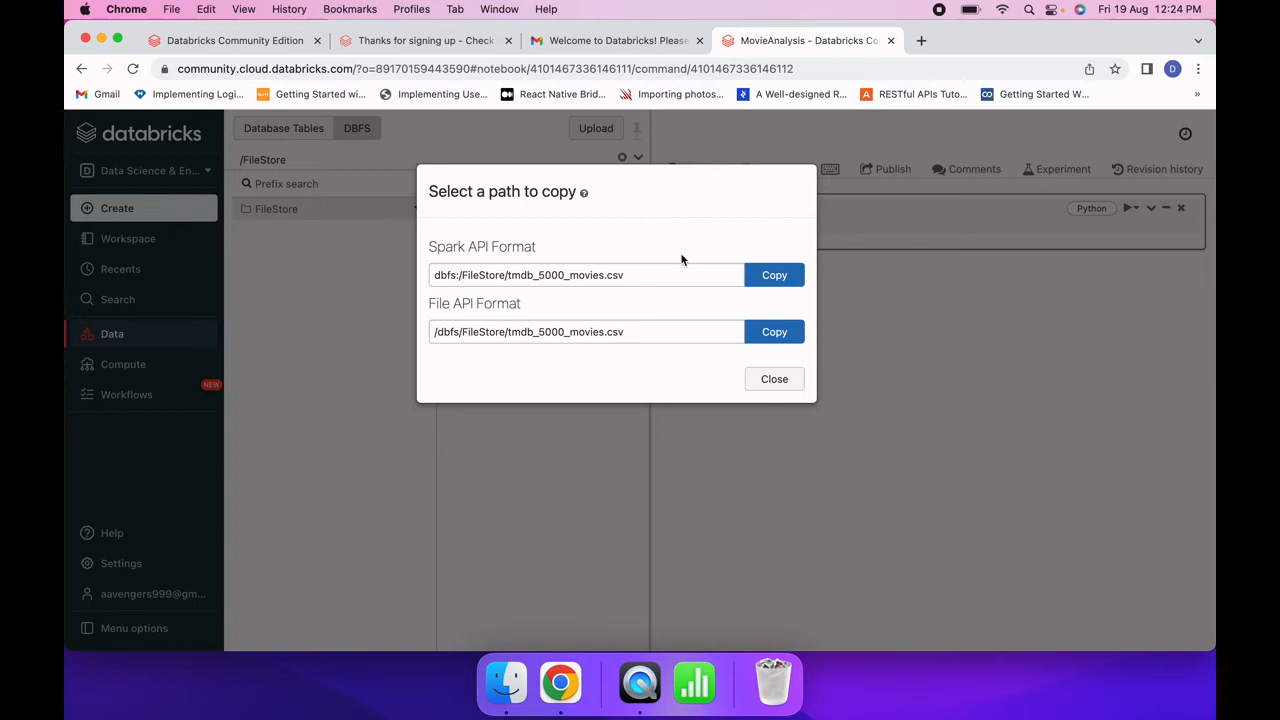 Chrome File Edit View History Bookmarks Profiles Tab Window Help Fri 19 Aug 12:24 PM
Databricks Community Edition Thanks for signing up - Check Welcome to Databricks! Please MovieAnalysis - Databricks Co
community.cloud.databricks.com/?o=89170159443590#notebook/4101467336146111/command/4101467336146112 D
Gmail Implementing Logi... Getting Started wi... Implementing Use... React Native Brid... Importing photos... A Well-designed R... RESTful APIs Tuto... Getting Started W... »
databricks
Database Tables DBFS Upload
/FileStore
Prefix search
FileStore
D Data Science & En...
Create
Workspace
Recents
Search
Data
Compute
Workflows NEW
Help
Settings
aavengers999@gm...
Menu options
Publish Comments Experiment Revision history
Python
Select a path to copy
Spark API Format
dbfs:/FileStore/tmdb_5000_movies.csv Copy
File API Format
/dbfs/FileStore/tmdb_5000_movies.csv Copy
Close